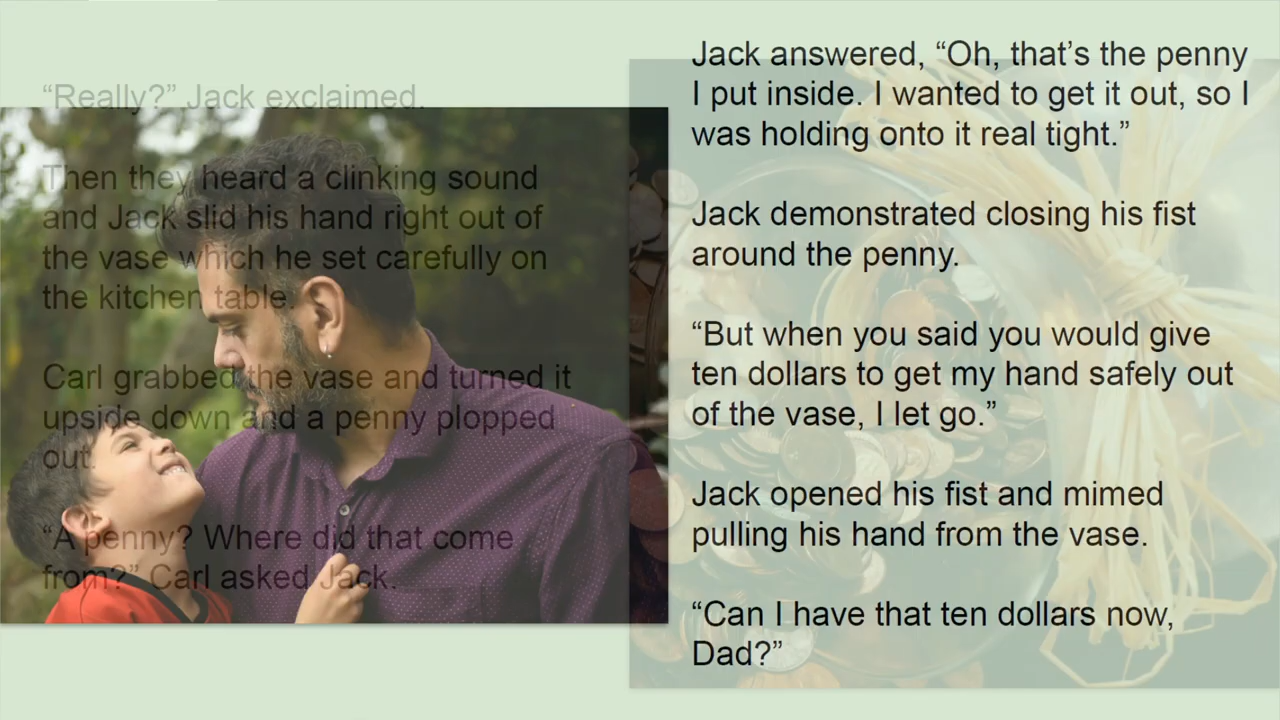 “Really?” Jack exclaimed.
Then they heard a clinking sound
and Jack slid his hand right out of
the vase which he set carefully on
the kitchen table.
Carl grabbed the vase and turned it
upside down and a penny plopped
out.
“A penny? Where did that come
from?” Carl asked Jack.
Jack answered, “Oh, that’s the penny
I put inside. I wanted to get it out, so I
was holding onto it real tight.”
Jack demonstrated closing his fist
around the penny.
“But when you said you would give
ten dollars to get my hand safely out
of the vase, I let go.”
Jack opened his fist and mimed
pulling his hand from the vase.
“Can I have that ten dollars now,
Dad?”